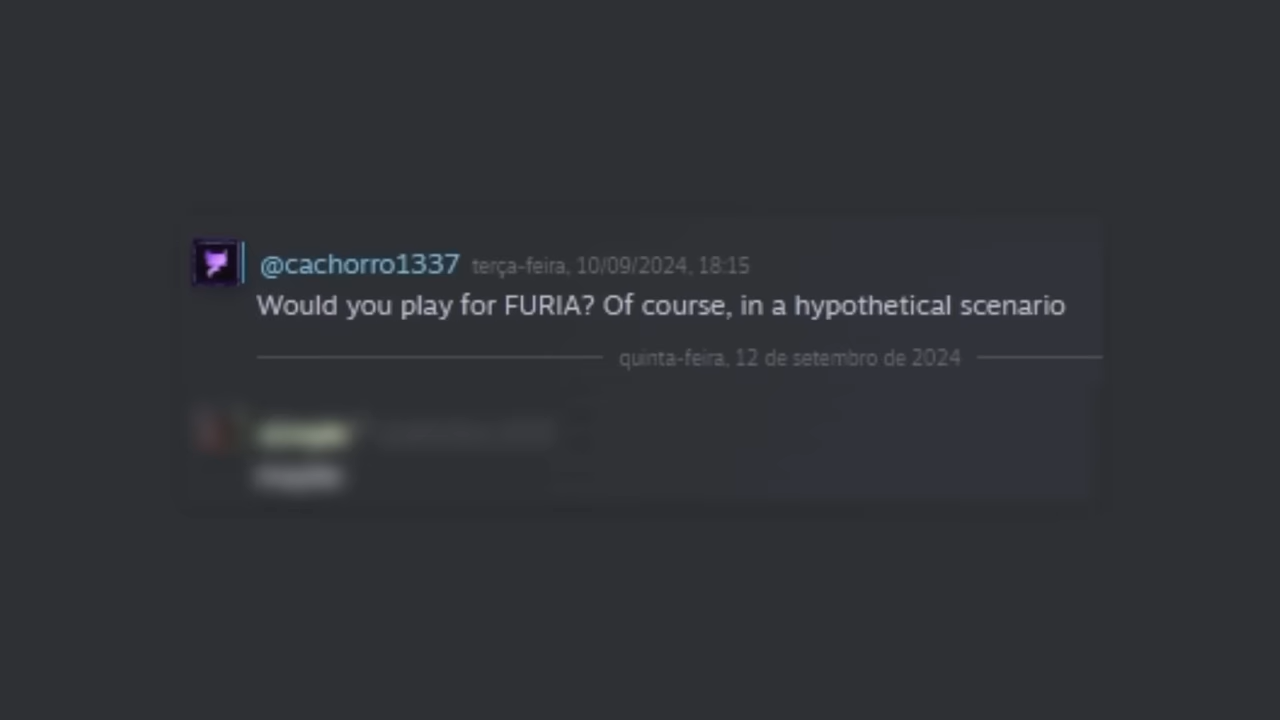 @cachorro1337 terça-feira, 10/09/2024, 18:15
Would you play for FURIA? Of course, in a hypothetical scenario
quinta-feira, 12 de setembro de 2024